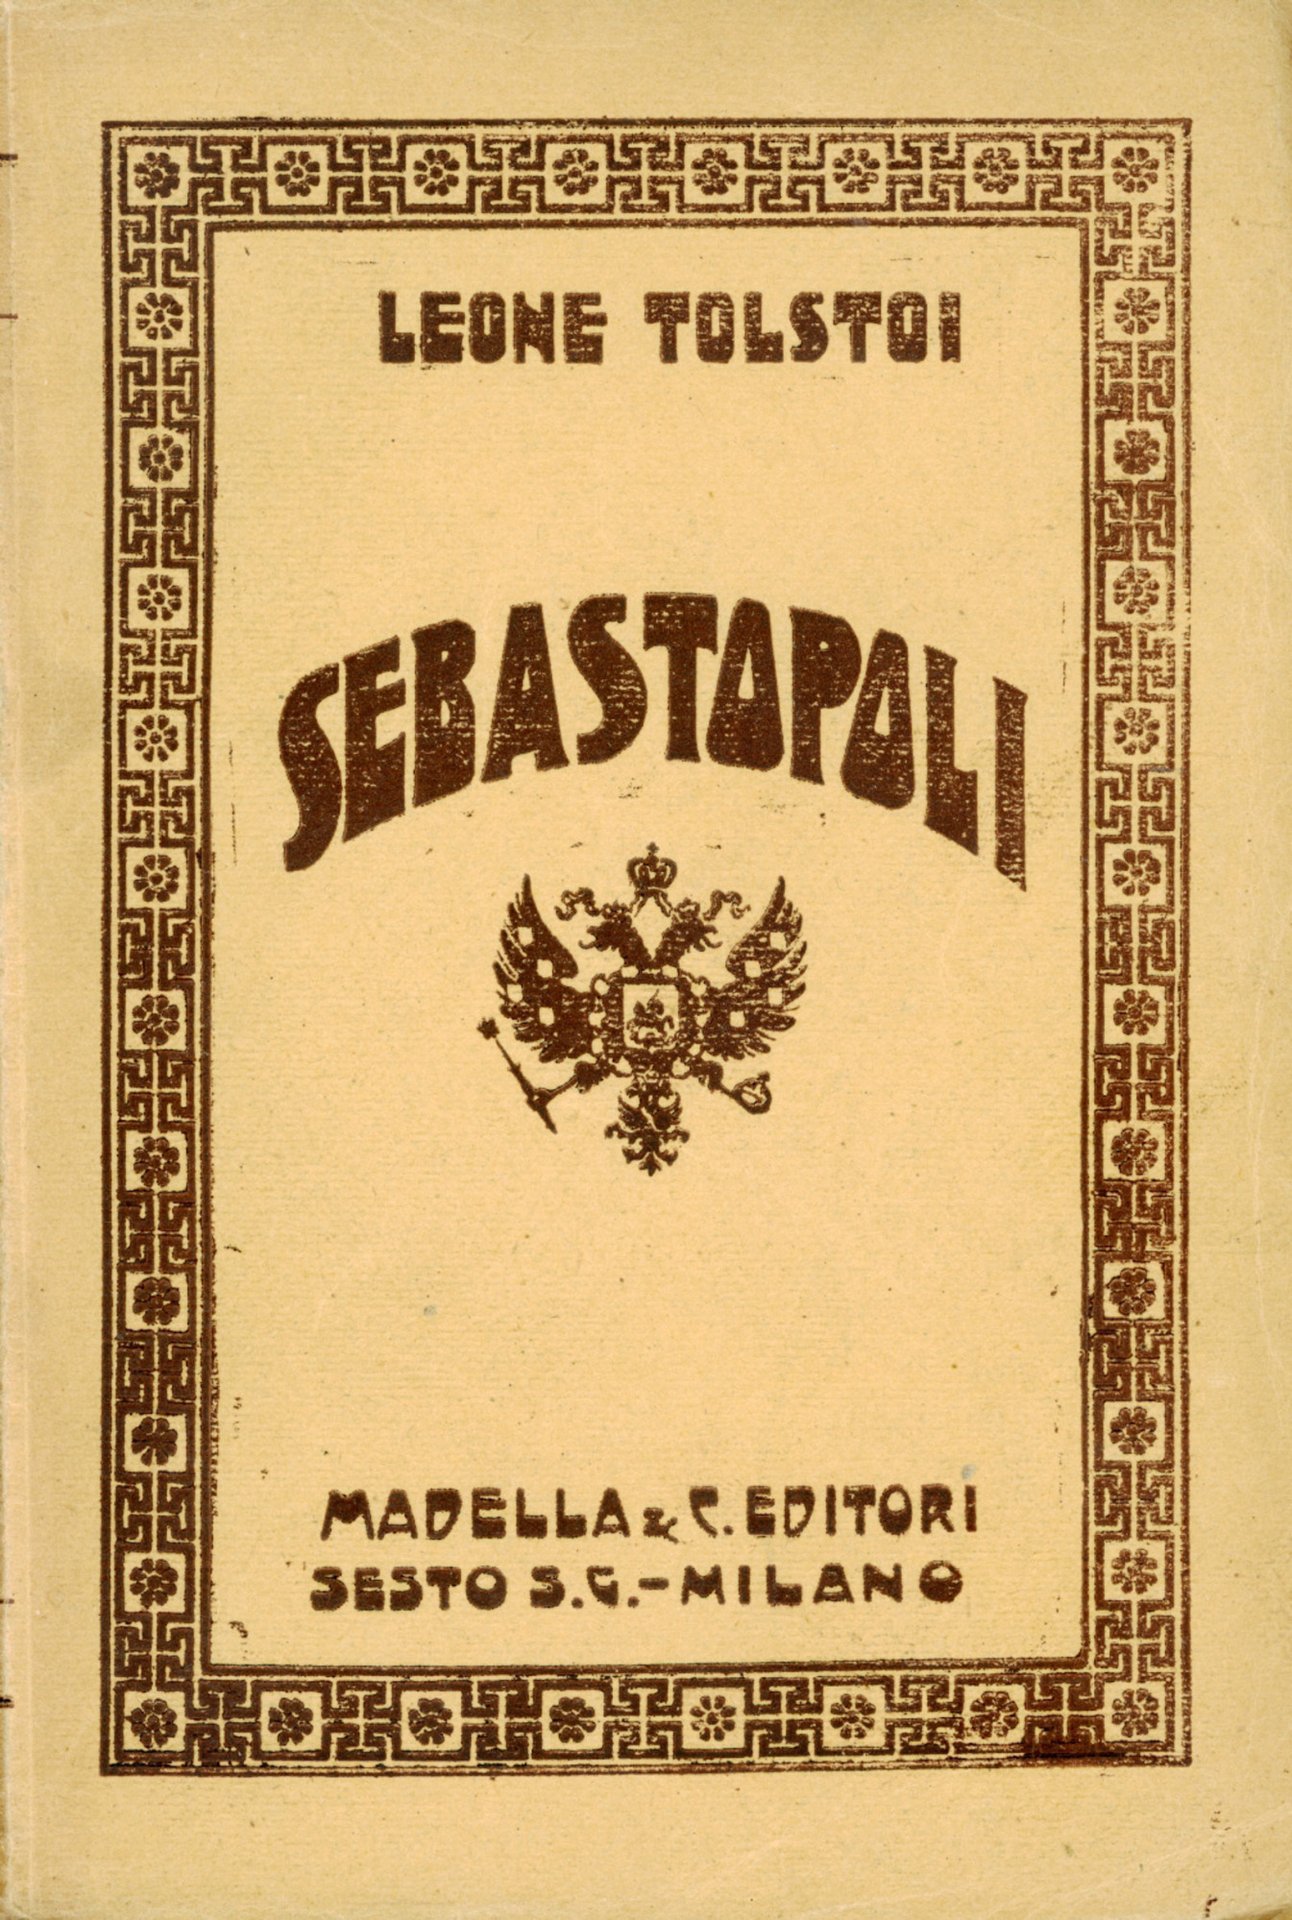 LEONE TOLSTOI
SEBASTOPOLI
MADELLA & C. EDITORI
SESTO S. G. - MILANO